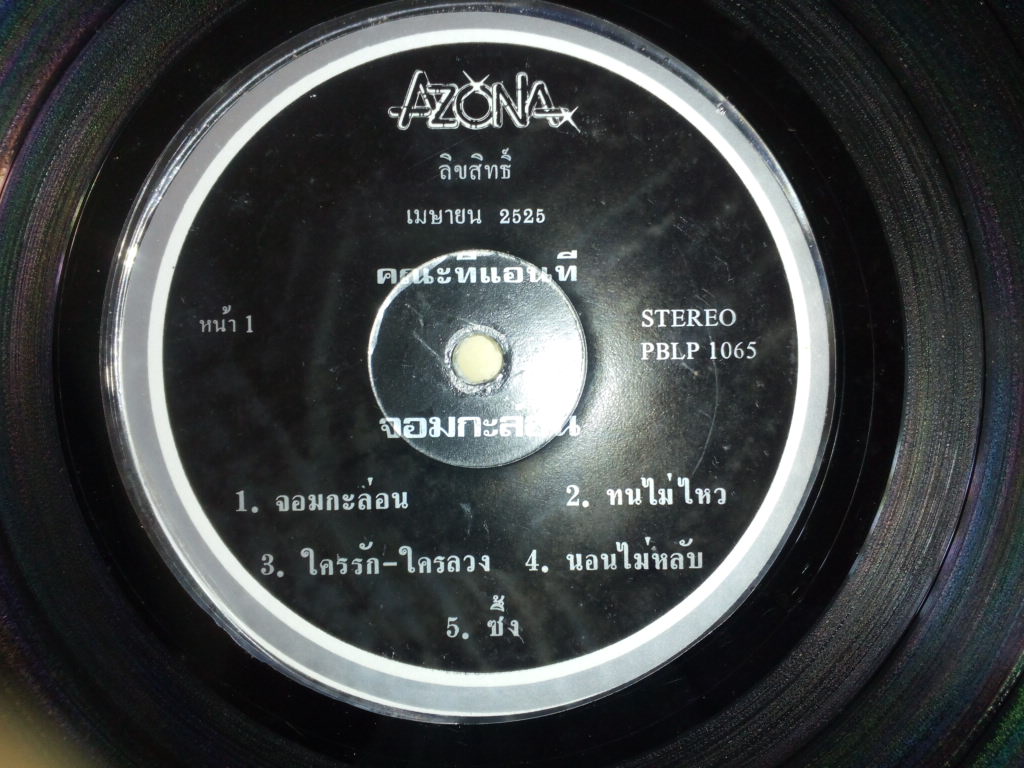 AZONA
ลิขสิทธิ์
เมษายน 2525
คณะทีแอนที
หน้า 1
STEREO
PBLP 1065
จอมกะล่อน
1. จอมกะล่อน 2. ทนไม่ไหว
3. ใครรัก-ใครลวง 4. นอนไม่หลับ
5. ซึ้ง